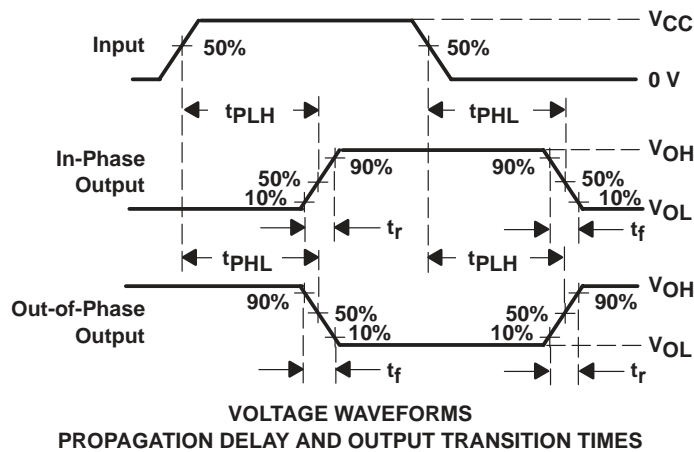 VCC
Input
50%
50%
0 V
tPLH
tPHL
In-Phase
Output
VOH
90%
90%
50%
50%
10%
10%
VOL
tr
tf
tPHL
tPLH
Out-of-Phase
Output
VOH
90%
90%
50%
50%
10%
10%
VOL
tf
tr
VOLTAGE WAVEFORMS
PROPAGATION DELAY AND OUTPUT TRANSITION TIMES